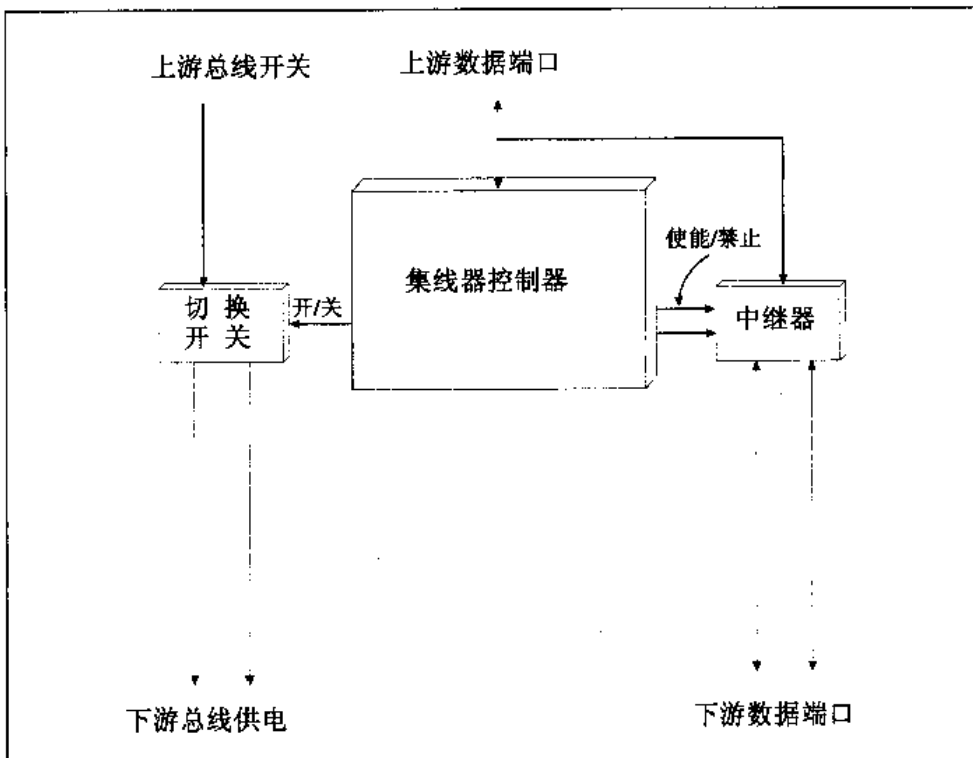 上游总线开关
上游数据端口
使能/禁止
集线器控制器
切 换
开 关
开/关
中继器
下游总线供电
下游数据端口